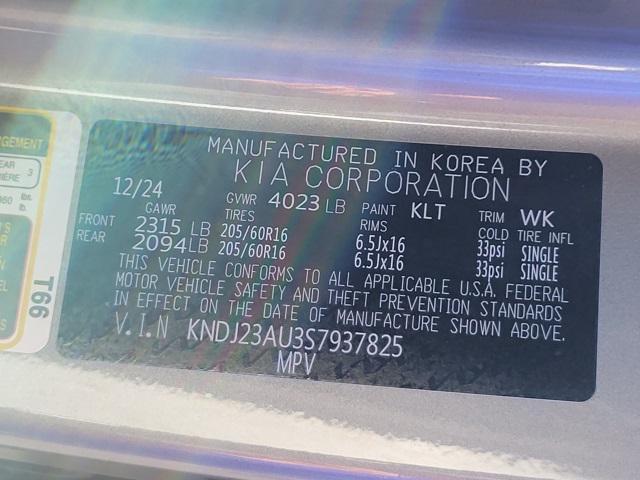 MANUFACTURED IN KOREA BY
KIA CORPORATION
12/24 GVWR 4023 LB PAINT KLT TRIM WK
GAWR TIRES RIMS COLD TIRE INFL
FRONT 2315 LB 205/60R16 6.5Jx16 33psi SINGLE
REAR 2094 LB 205/60R16 6.5Jx16 33psi SINGLE
THIS VEHICLE CONFORMS TO ALL APPLICABLE U.S.A. FEDERAL
MOTOR VEHICLE SAFETY AND THEFT PREVENTION STANDARDS
IN EFFECT ON THE DATE OF MANUFACTURE SHOWN ABOVE.
V.I.N KNDJ23AU3S7937825
MPV
3
lbs.
lb.
T66